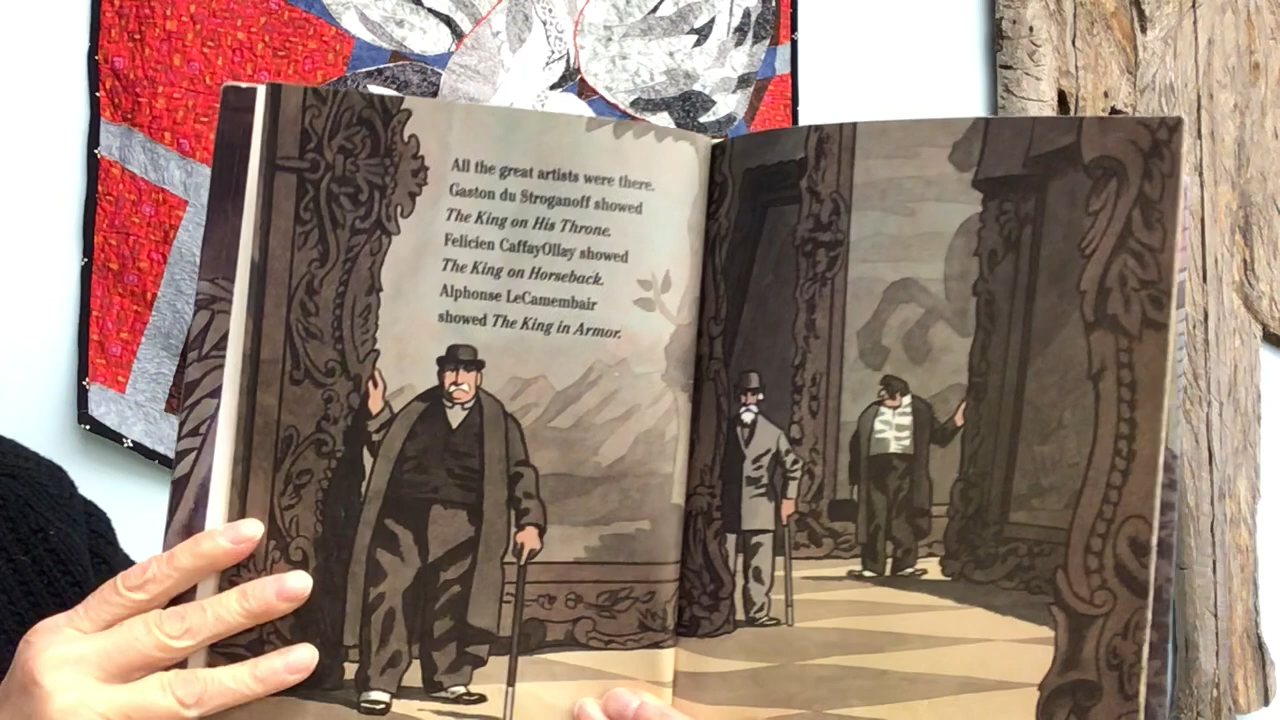 All the great artists were there.
Gaston du Stroganoff showed
The King on His Throne.
Felicien CaffayOllay showed
The King on Horseback.
Alphonse LeCamembair
showed The King in Armor.